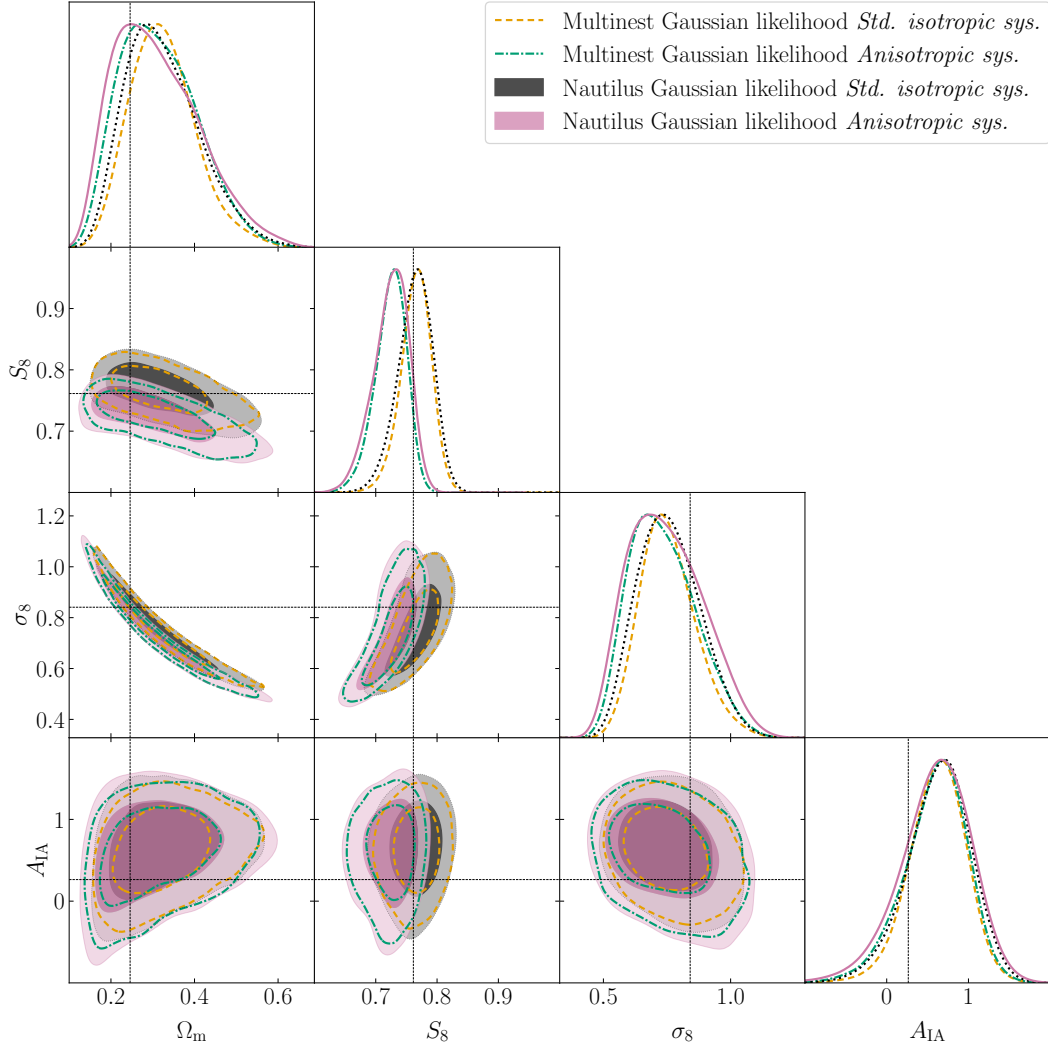 Multinest Gaussian likelihood Std. isotropic sys.
Multinest Gaussian likelihood Anisotropic sys.
Nautilus Gaussian likelihood Std. isotropic sys.
Nautilus Gaussian likelihood Anisotropic sys.
0.9
0.8
0.7
S₈
1.2
1.0
0.8
0.6
0.4
σ₈
1
0
A_IA
0.2 0.4 0.6 0.7 0.8 0.9 0.5 1.0 0 1
Ω_m S₈ σ₈ A_IA